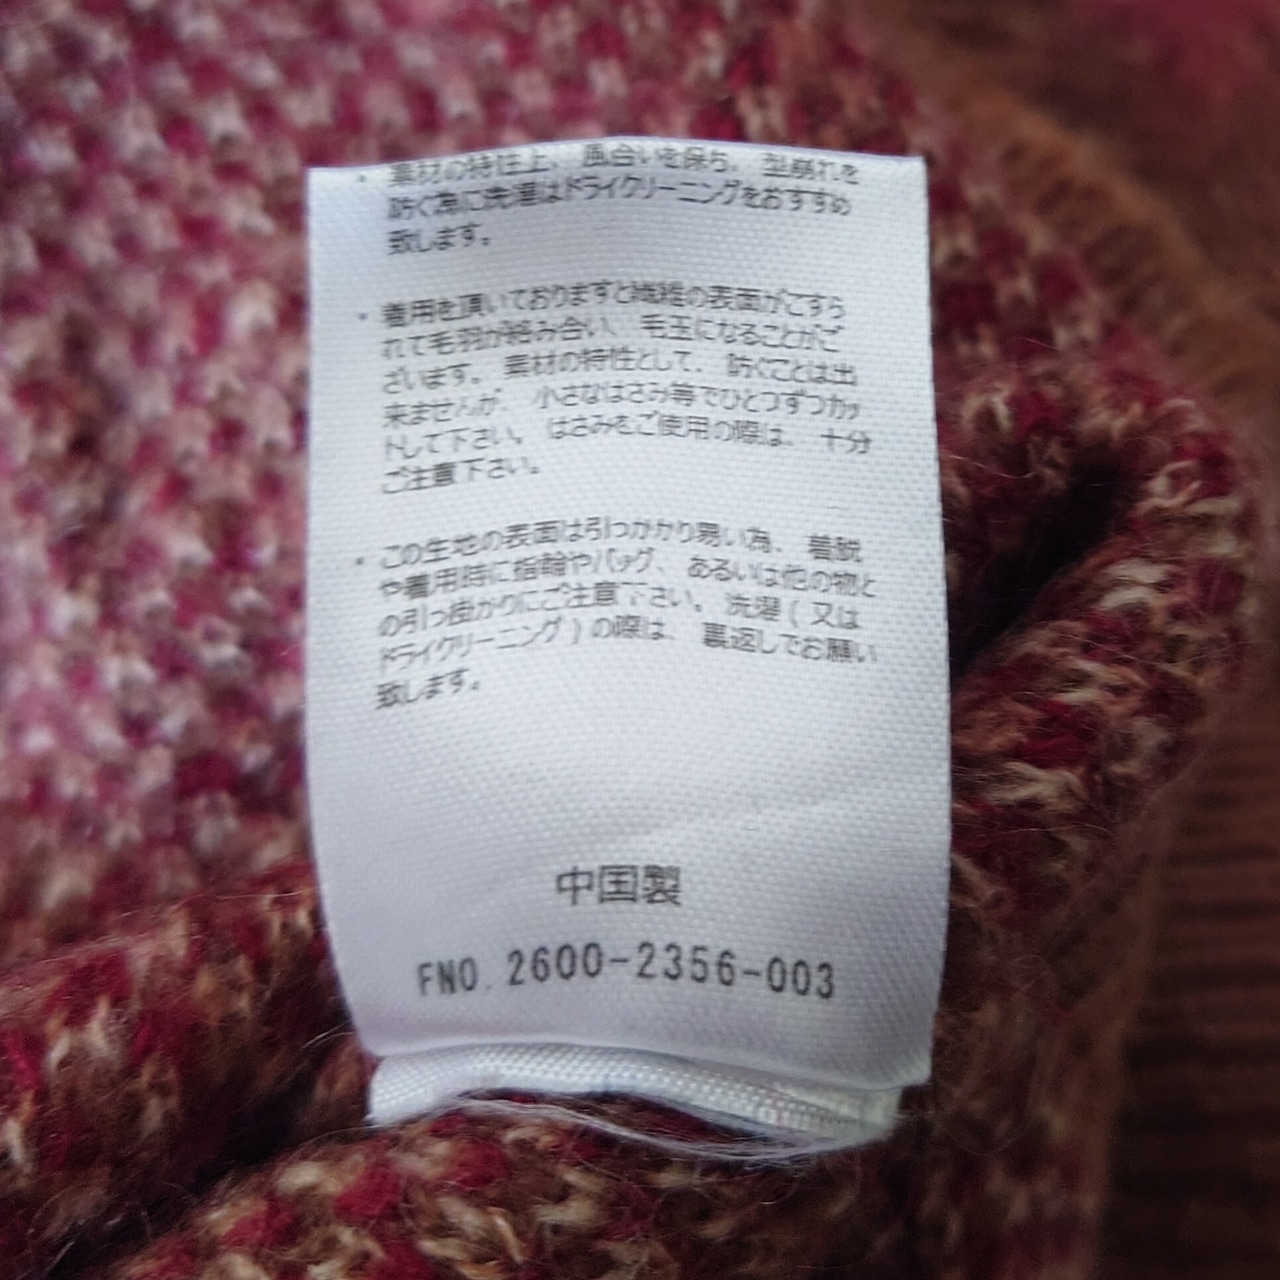 ・素材の特性上、風合いを保ち、型崩れを
防ぐ為に洗濯はドライクリーニングをおすすめ
致します。
・着用を頂いておりますと繊維の表面がこすら
れて毛羽が絡み合い、毛玉になることがご
ざいます。素材の特性として、防ぐことは出
来ませんが、小さなはさみ等でひとつずつカッ
トして下さい。はさみをご使用の際は、十分
ご注意下さい。
・この生地の表面は引っかかり易い為、着脱
や着用時に指輪やバッグ、あるいは他の物と
の引っ掛かりにご注意下さい。洗濯(又は
ドライクリーニング)の際は、裏返しでお願い
致します。
中国製
FNO. 2600-2356-003